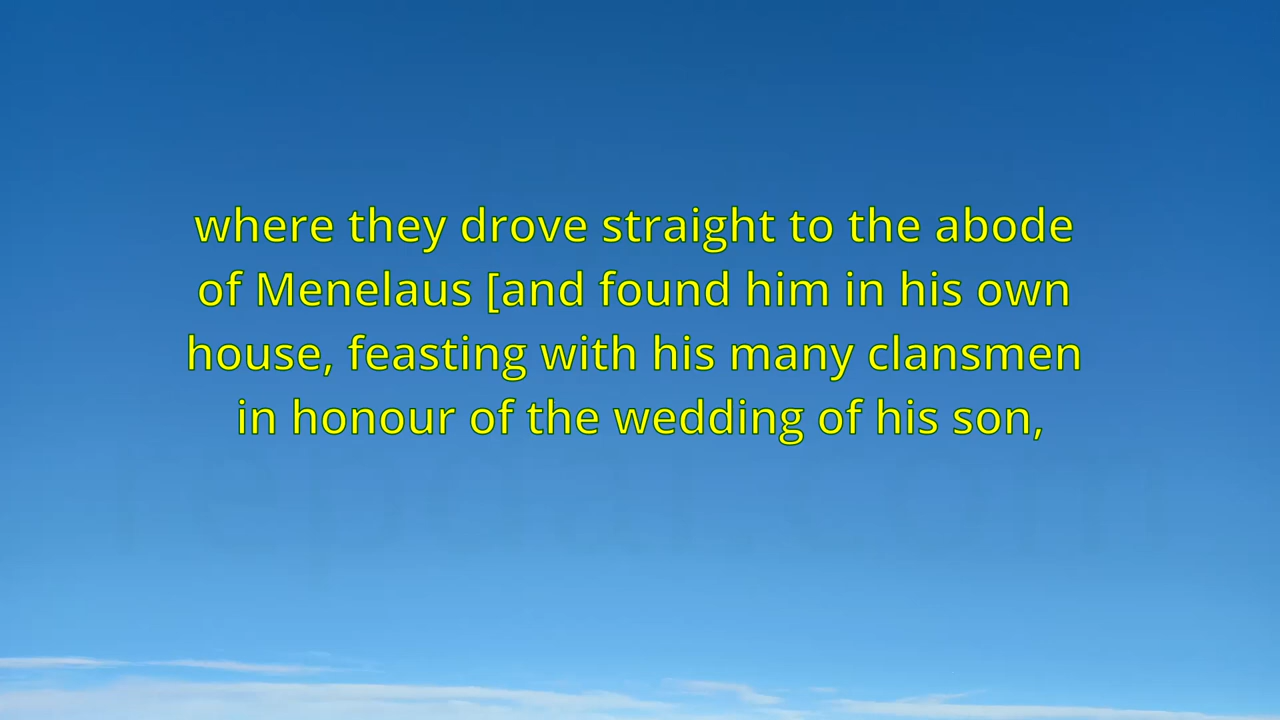 where they drove straight to the abode
of Menelaus [and found him in his own
house, feasting with his many clansmen
in honour of the wedding of his son,